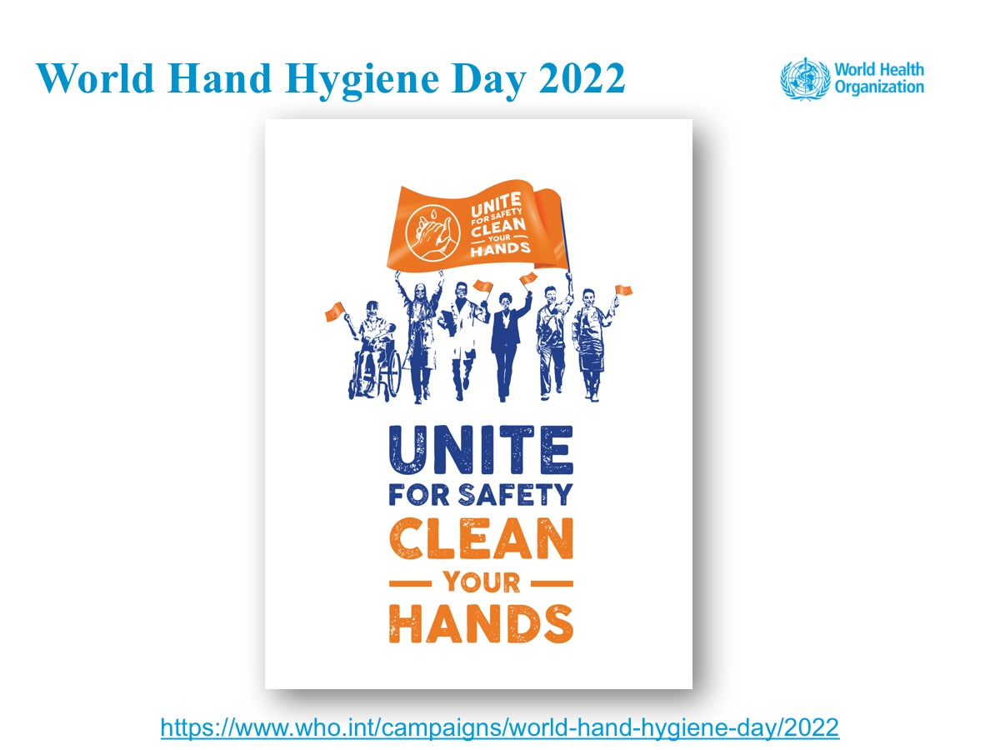 World Hand Hygiene Day 2022
World Health
Organization
UNITE
FOR SAFETY
CLEAN
YOUR
HANDS
UNITE
FOR SAFETY
CLEAN
YOUR
HANDS
https://www.who.int/campaigns/world-hand-hygiene-day/2022